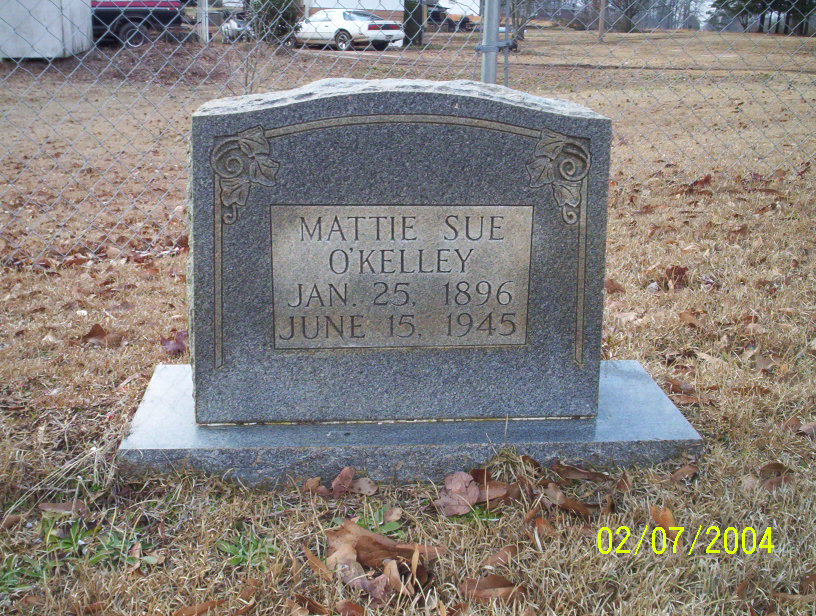 MATTIE SUE
O'KELLEY
JAN. 25, 1896
JUNE 15, 1945
02/07/2004